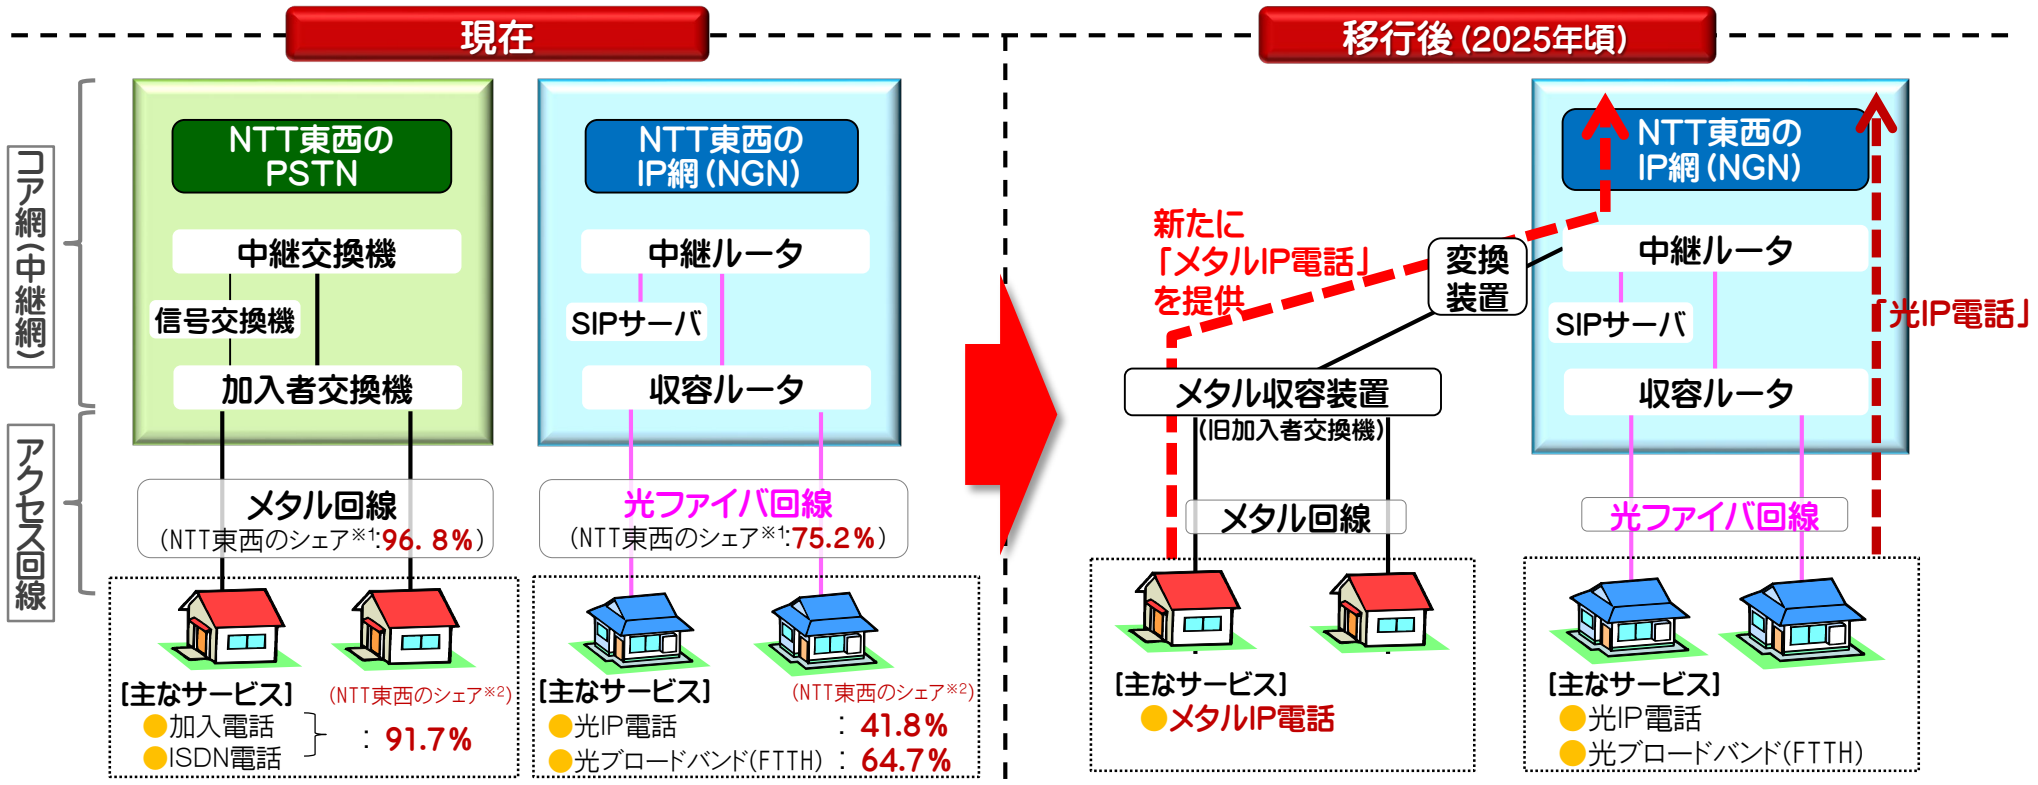 現在
コア網(中継網)
アクセス回線
NTT東西の
PSTN
中継交換機
信号交換機
加入者交換機
メタル回線
(NTT東西のシェア※1:96.8%)
[主なサービス]
(NTT東西のシェア※2)
加入電話
ISDN電話
: 91.7%
NTT東西の
IP網(NGN)
中継ルータ
SIPサーバ
収容ルータ
光ファイバ回線
(NTT東西のシェア※1:75.2%)
[主なサービス]
(NTT東西のシェア※2)
光IP電話 : 41.8%
光ブロードバンド(FTTH) : 64.7%
移行後(2025年頃)
新たに
「メタルIP電話」
を提供
変換
装置
メタル収容装置
(旧加入者交換機)
メタル回線
[主なサービス]
メタルIP電話
NTT東西の
IP網(NGN)
中継ルータ
SIPサーバ
収容ルータ
「光IP電話」
光ファイバ回線
[主なサービス]
光IP電話
光ブロードバンド(FTTH)